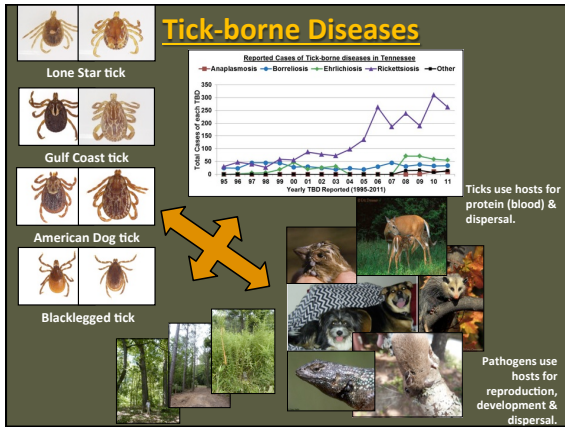 Tick-borne Diseases
Lone Star tick
Gulf Coast tick
American Dog tick
Blacklegged tick
Reported Cases of Tick-borne diseases in Tennessee
Anaplasmosis Borreliosis Ehrlichiosis Rickettsiosis Other
Total Cases of each TBD
350
300
250
200
150
100
50
0
95 96 97 98 99 00 01 02 03 04 05 06 07 08 09 10 11
Yearly TBD Reported (1995-2011)
Ticks use hosts for
protein (blood) &
dispersal.
Pathogens use
hosts for
reproduction,
development &
dispersal.